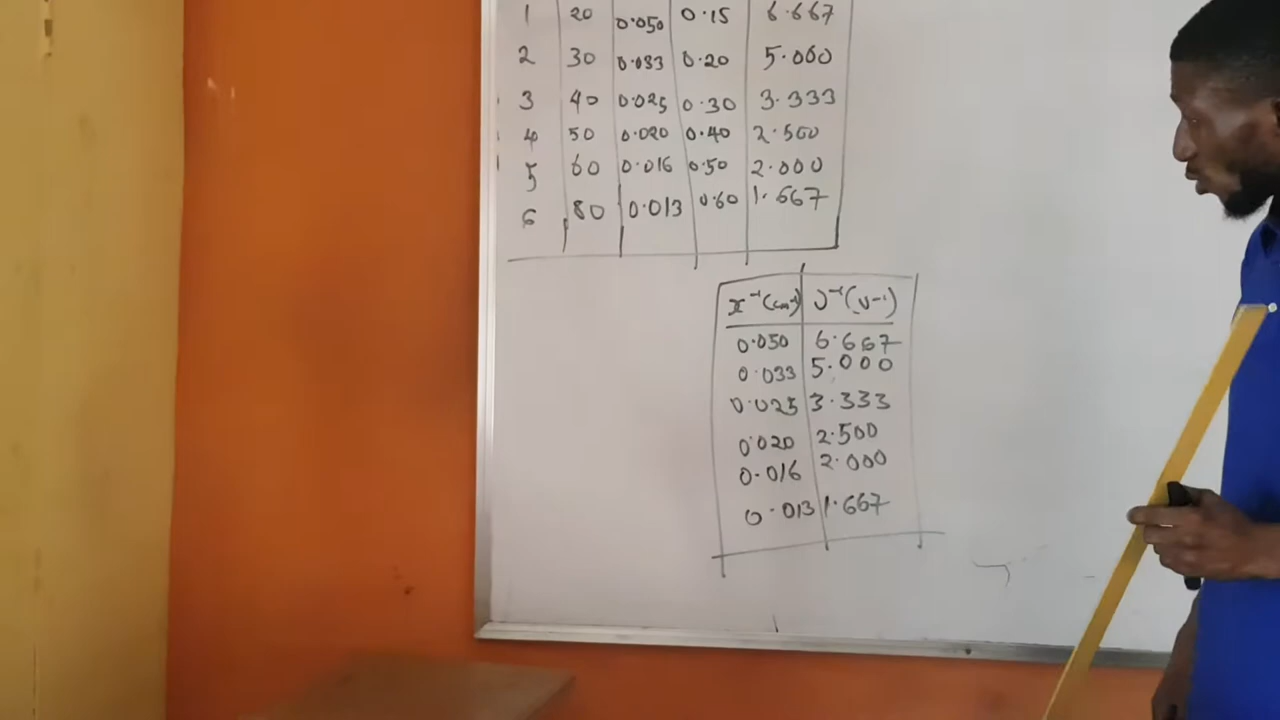 1 20 0.050 0.15 6.667
2 30 0.033 0.20 5.000
3 40 0.025 0.30 3.333
4 50 0.020 0.40 2.500
5 60 0.016 0.50 2.000
6 80 0.013 0.60 1.667
x⁻¹(cm⁻¹) V⁻¹(V⁻¹)
0.050 6.667
0.033 5.000
0.025 3.333
0.020 2.500
0.016 2.000
0.013 1.667